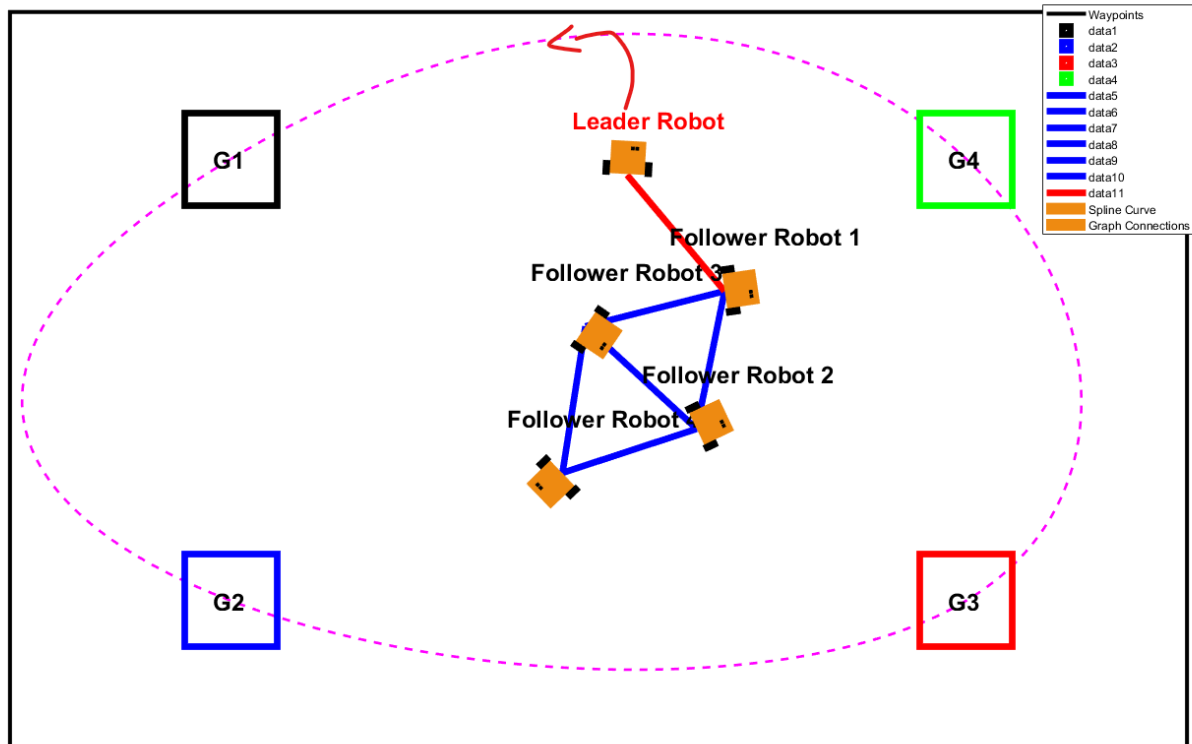 Waypoints
data1
data2
data3
data4
data5
data6
data7
data8
data9
data10
data11
Spline Curve
Graph Connections
Leader Robot
G1
G4
Follower Robot 1
Follower Robot 3
Follower Robot 2
Follower Robot
G2
G3